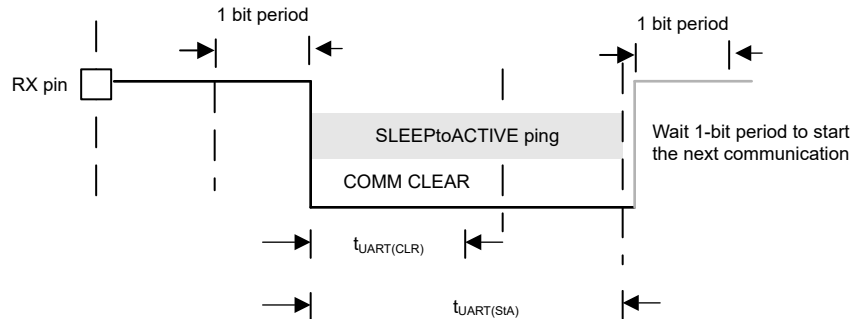 1 bit period
1 bit period
RX pin
SLEEPtoACTIVE ping
Wait 1-bit period to start
the next communication
COMM CLEAR
tUART(CLR)
tUART(StA)